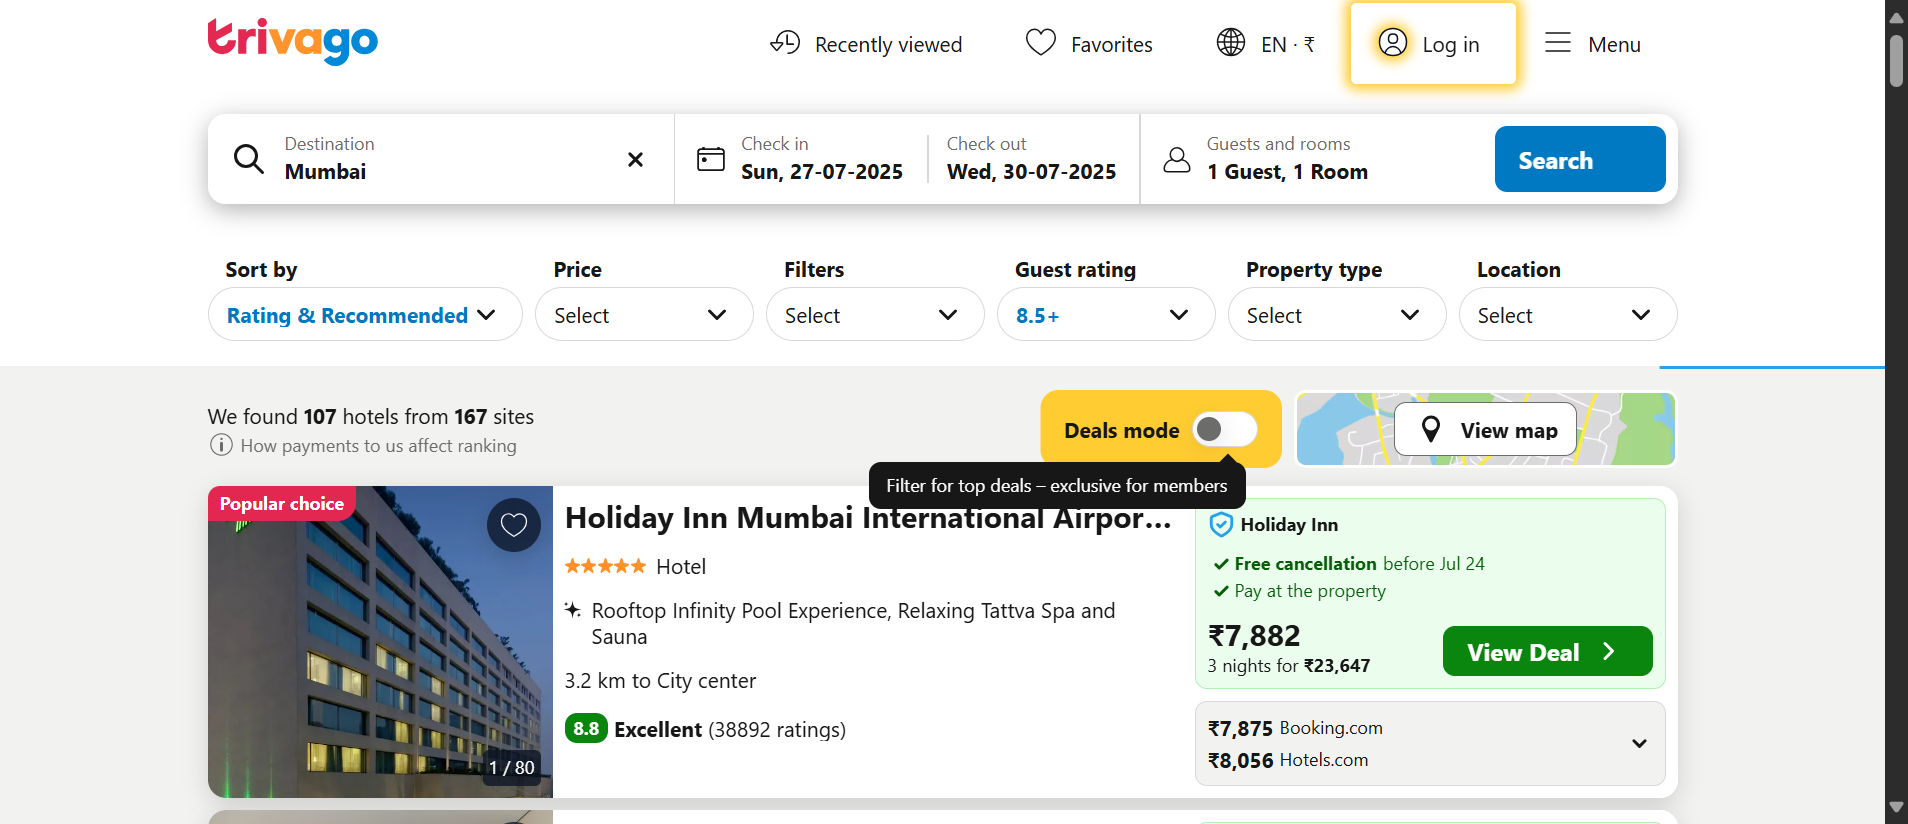 trivago
Recently viewed
Favorites
EN · ₹
Log in
Menu
Destination
Mumbai
Check in
Sun, 27-07-2025
Check out
Wed, 30-07-2025
Guests and rooms
1 Guest, 1 Room
Search
Sort by
Rating & Recommended
Price
Select
Filters
Select
Guest rating
8.5+
Property type
Select
Location
Select
We found 107 hotels from 167 sites
How payments to us affect ranking
Deals mode
View map
Filter for top deals – exclusive for members
Popular choice
1 / 80
Holiday Inn Mumbai International Airpor...
Hotel
Rooftop Infinity Pool Experience, Relaxing Tattva Spa and
Sauna
3.2 km to City center
8.8 Excellent (38892 ratings)
Holiday Inn
Free cancellation before Jul 24
Pay at the property
₹7,882
3 nights for ₹23,647
View Deal
₹7,875 Booking.com
₹8,056 Hotels.com